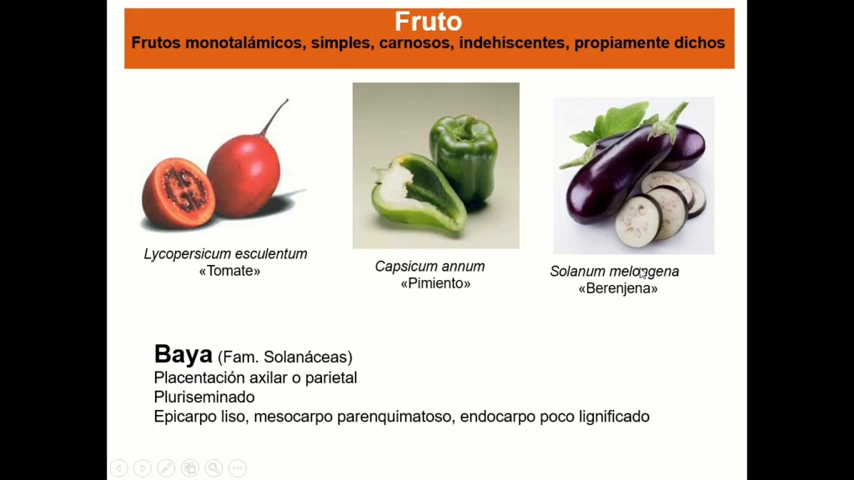 Fruto
Frutos monotalámicos, simples, carnosos, indehiscentes, propiamente dichos
Lycopersicum esculentum
«Tomate»
Capsicum annum
«Pimiento»
Solanum melongena
«Berenjena»
Baya (Fam. Solanáceas)
Placentación axilar o parietal
Pluriseminado
Epicarpo liso, mesocarpo parenquimatoso, endocarpo poco lignificado